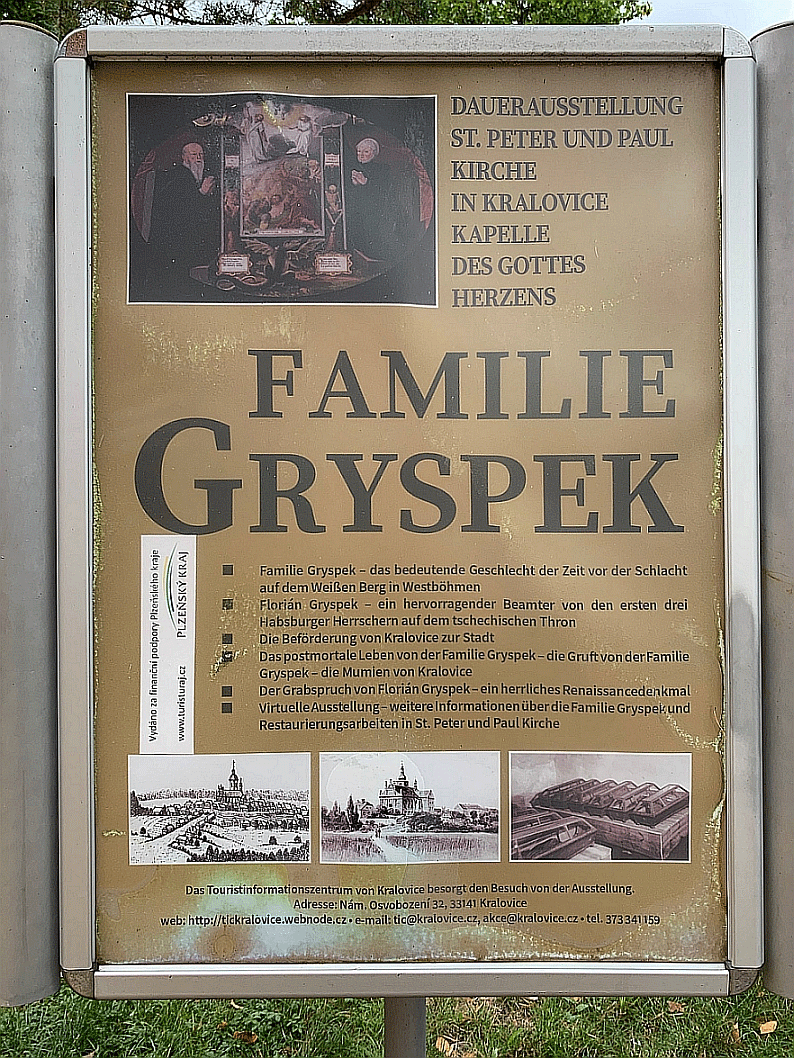 DAUERAUSSTELLUNG
ST. PETER UND PAUL
KIRCHE
IN KRALOVICE
KAPELLE
DES GOTTES
HERZENS
FAMILIE
GRYSPEK
Vydáno za finanční podpory Plzeňského kraje
www.turisturaj.cz
PLZEŇSKÝ KRAJ
Familie Gryspek – das bedeutende Geschlecht der Zeit vor der Schlacht
auf dem Weißen Berg in Westböhmen
Florián Gryspek – ein hervorragender Beamter von den ersten drei
Habsburger Herrschern auf dem tschechischen Thron
Die Beförderung von Kralovice zur Stadt
Das postmortale Leben von der Familie Gryspek – die Gruft von der Familie
Gryspek – die Mumien von Kralovice
Der Grabspruch von Florián Gryspek – ein herrliches Renaissancedenkmal
Virtuelle Ausstellung – weitere Informationen über die Familie Gryspek und
Restaurierungsarbeiten in St. Peter und Paul Kirche
Das Touristinformationszentrum von Kralovice besorgt den Besuch von der Ausstellung.
Adresse: Nám. Osvobození 32, 33141 Kralovice
web: http://tickralovice.webnode.cz • e-mail: tic@kralovice.cz, akce@kralovice.cz • tel. 373 341 159